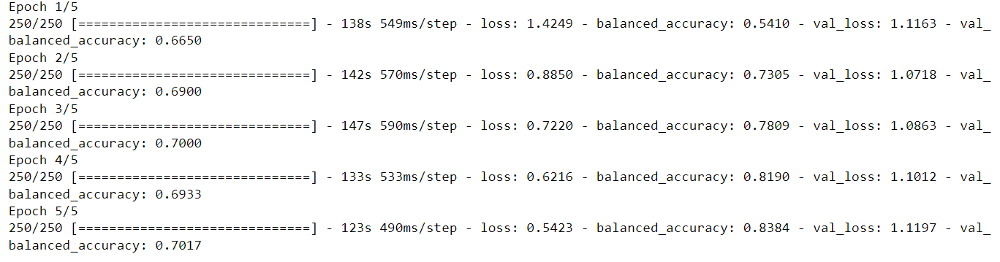 Epoch 1/5
250/250 [==============================] - 138s 549ms/step - loss: 1.4249 - balanced_accuracy: 0.5410 - val_loss: 1.1163 - val_
balanced_accuracy: 0.6650
Epoch 2/5
250/250 [==============================] - 142s 570ms/step - loss: 0.8850 - balanced_accuracy: 0.7305 - val_loss: 1.0718 - val_
balanced_accuracy: 0.6900
Epoch 3/5
250/250 [==============================] - 147s 590ms/step - loss: 0.7220 - balanced_accuracy: 0.7809 - val_loss: 1.0863 - val_
balanced_accuracy: 0.7000
Epoch 4/5
250/250 [==============================] - 133s 533ms/step - loss: 0.6216 - balanced_accuracy: 0.8190 - val_loss: 1.1012 - val_
balanced_accuracy: 0.6933
Epoch 5/5
250/250 [==============================] - 123s 490ms/step - loss: 0.5423 - balanced_accuracy: 0.8384 - val_loss: 1.1197 - val_
balanced_accuracy: 0.7017